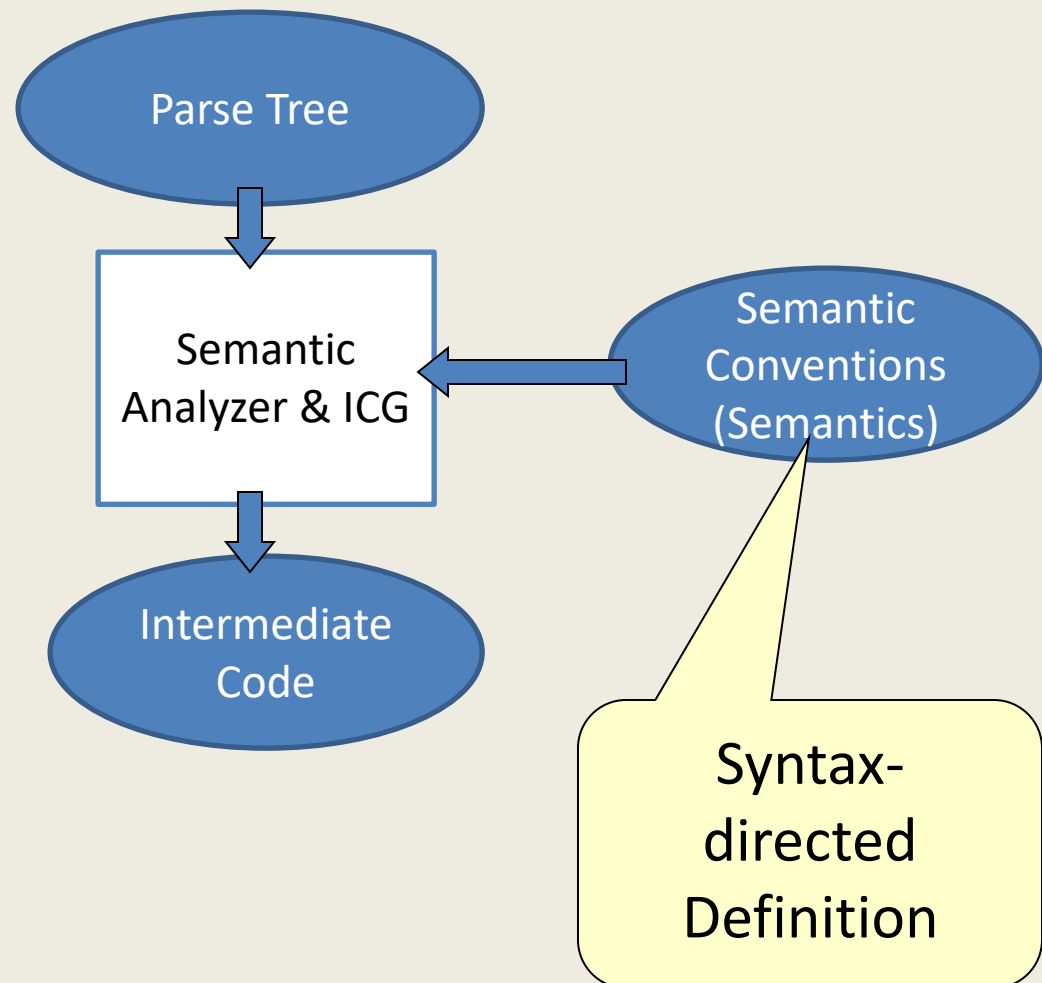 Parse Tree
Semantic
Analyzer & ICG
Semantic
Conventions
(Semantics)
Intermediate
Code
Syntax-
directed
Definition